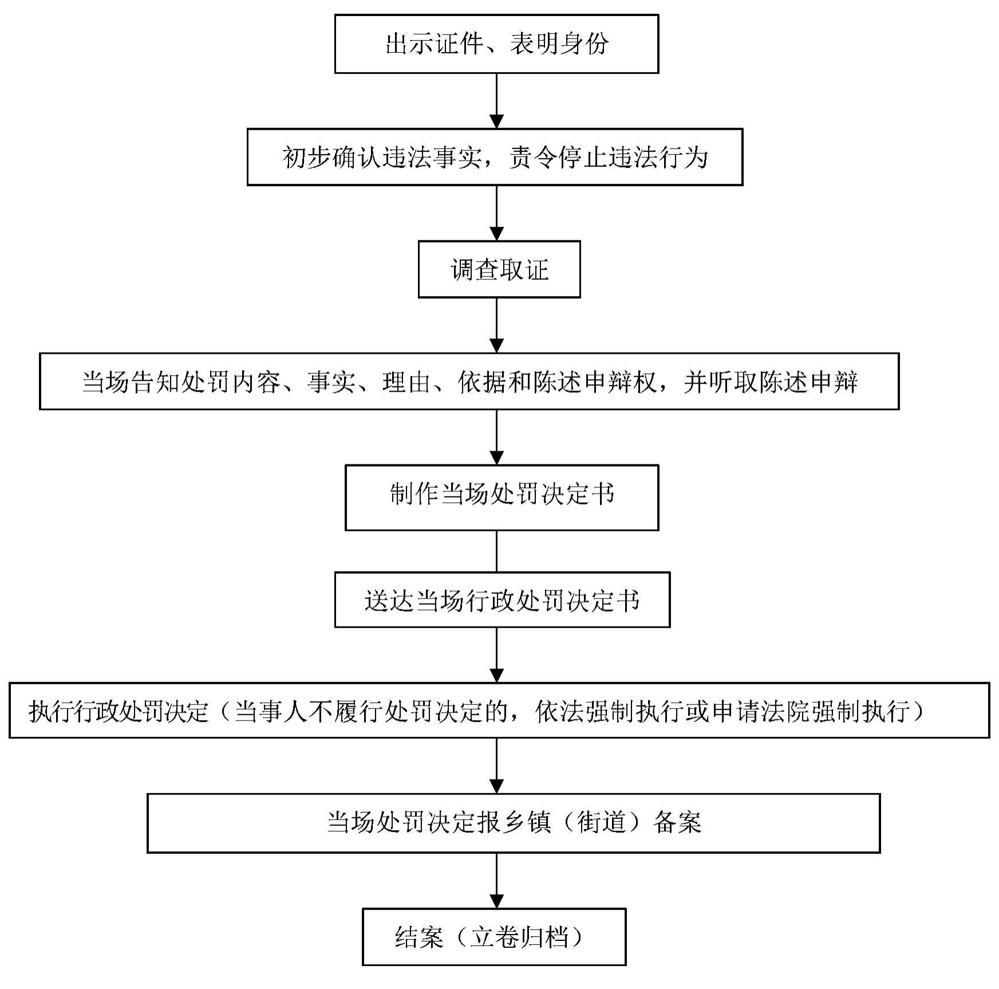 出示证件、表明身份
初步确认违法事实，责令停止违法行为
调查取证
当场告知处罚内容、事实、理由、依据和陈述申辩权，并听取陈述申辩
制作当场处罚决定书
送达当场行政处罚决定书
执行行政处罚决定（当事人不履行处罚决定的，依法强制执行或申请法院强制执行）
当场处罚决定报乡镇（街道）备案
结案（立卷归档）